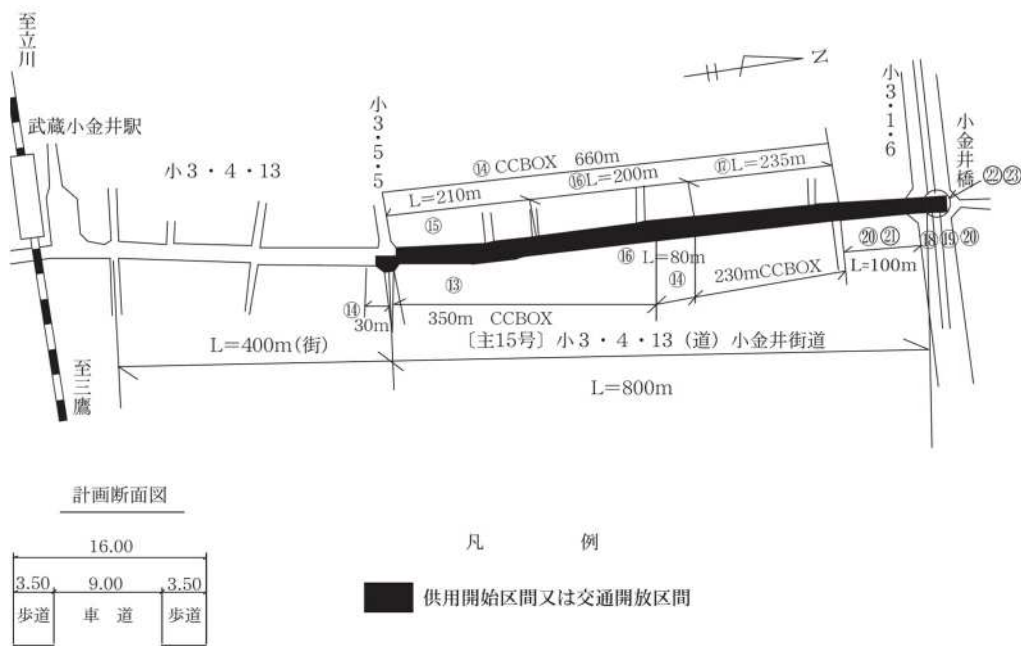 至立川
武蔵小金井駅
小3・4・13
小3・5・5
N
小3・1・6
小金井橋
㉒㉓
⑭CCBOX 660m
L=210m
⑯L=200m
⑰L=235m
⑮
⑬
⑯ L=80m
⑭
230mCCBOX
⑳㉑
L=100m
⑱⑲⑳
⑭
30m
350m CCBOX
L=400m(街)
〔主15号〕小3・4・13(道)小金井街道
L=800m
至三鷹
計画断面図
16.00
3.50 9.00 3.50
歩道 車 道 歩道
凡 例
供用開始区間又は交通開放区間